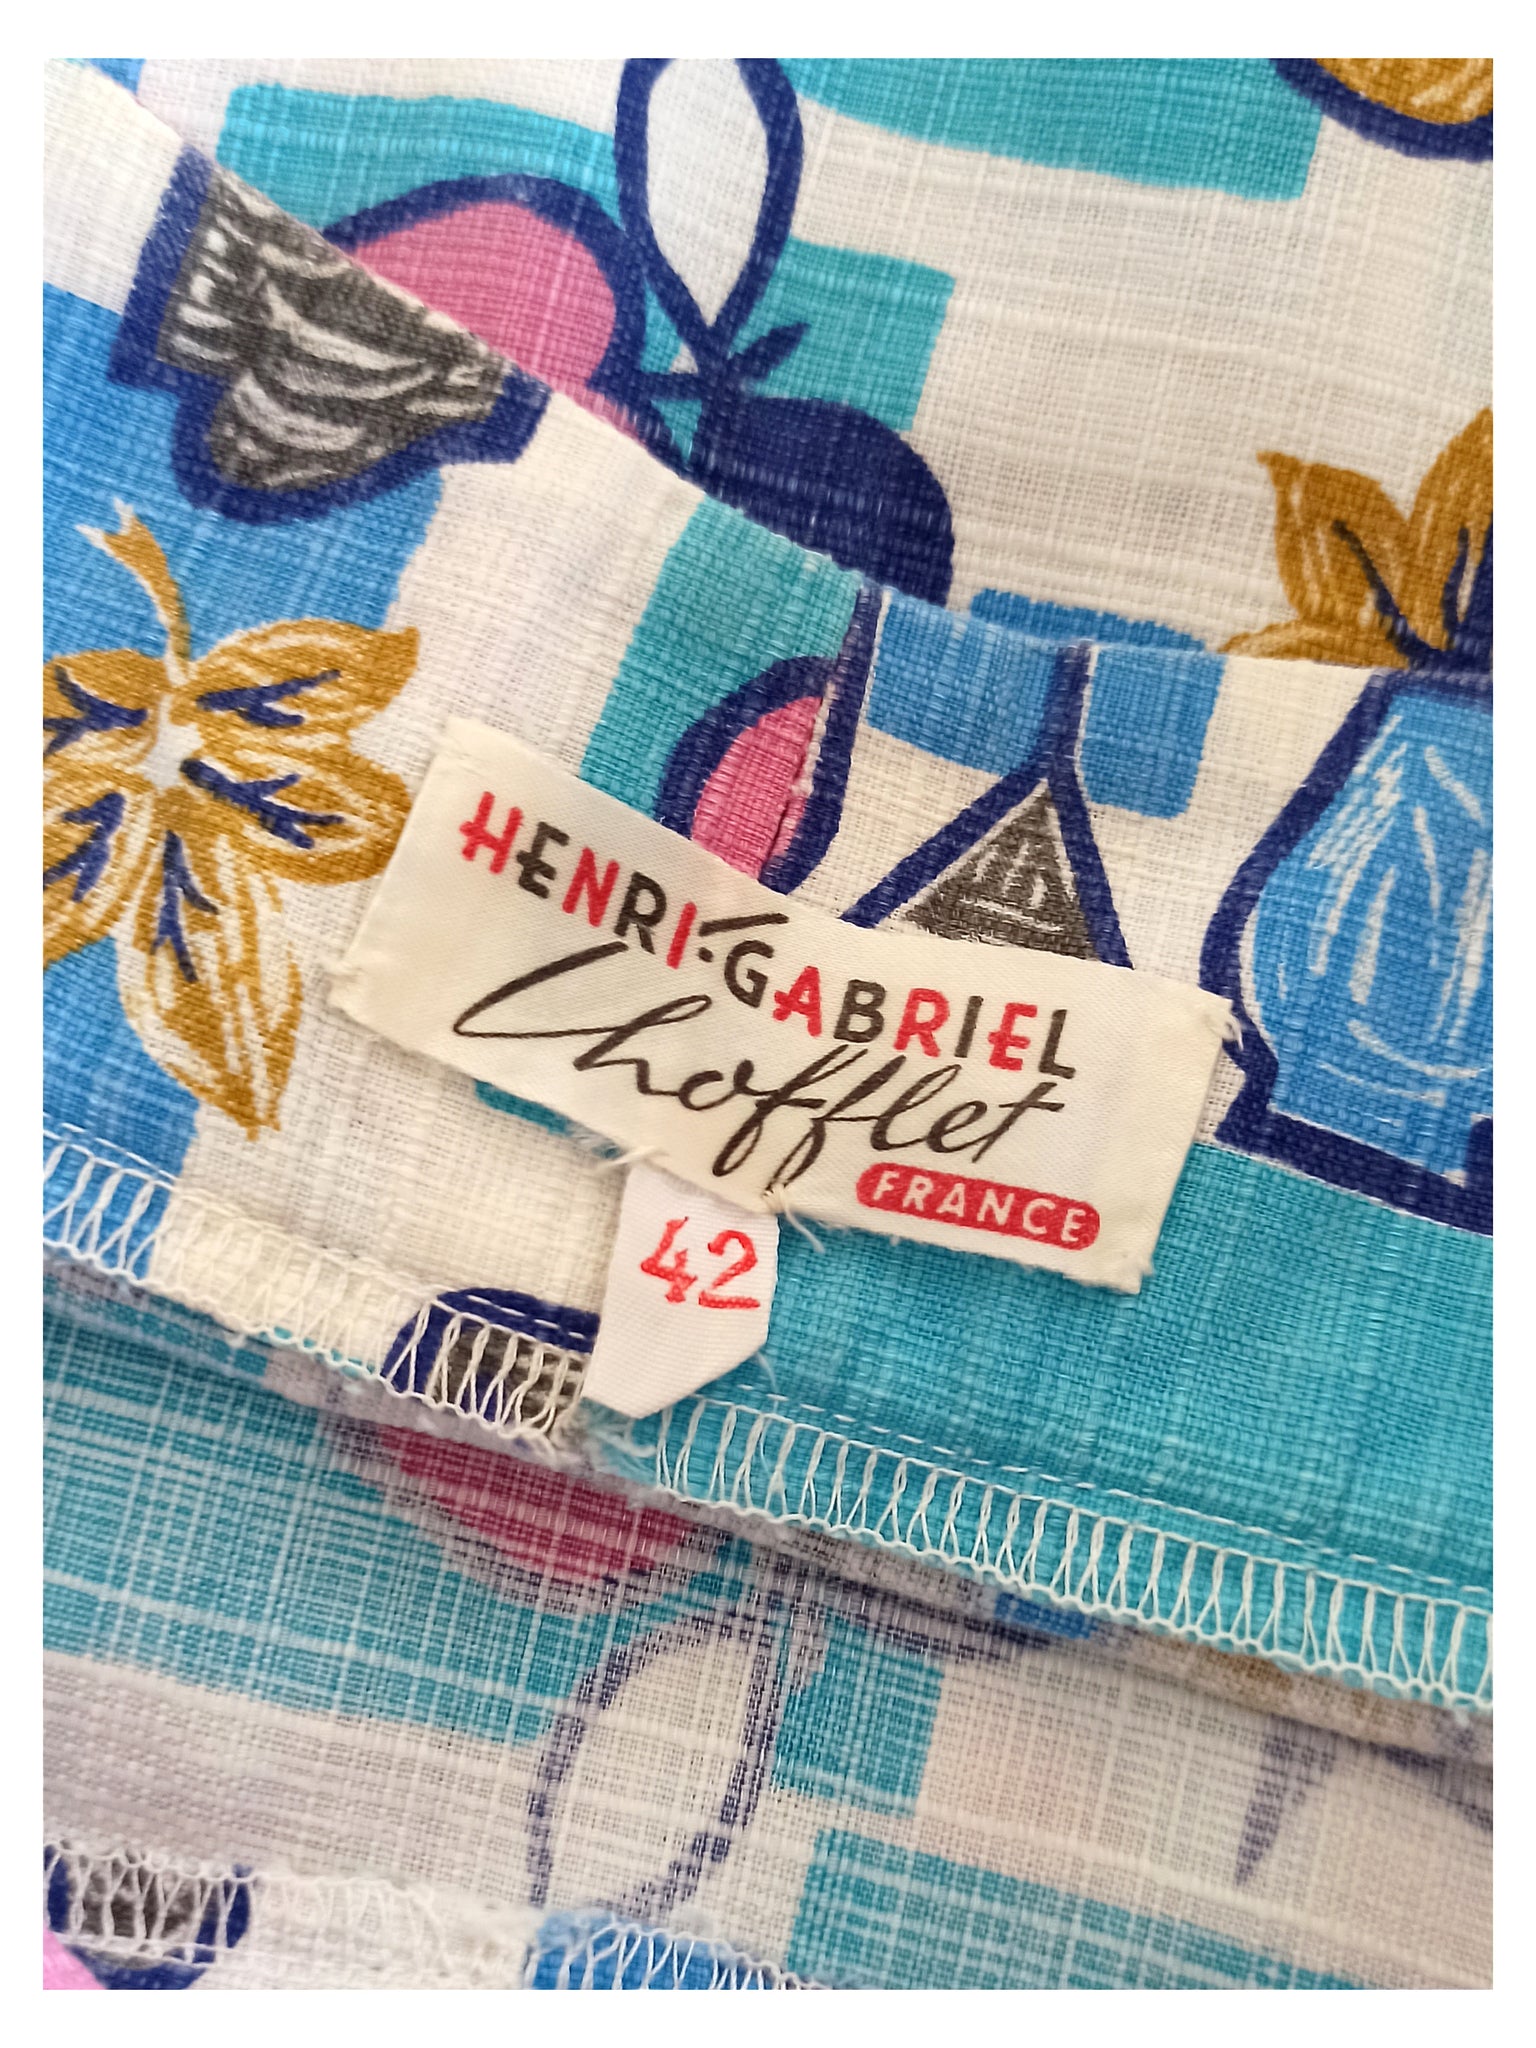 HENRI-GABRIEL
Chofflet
FRANCE
42